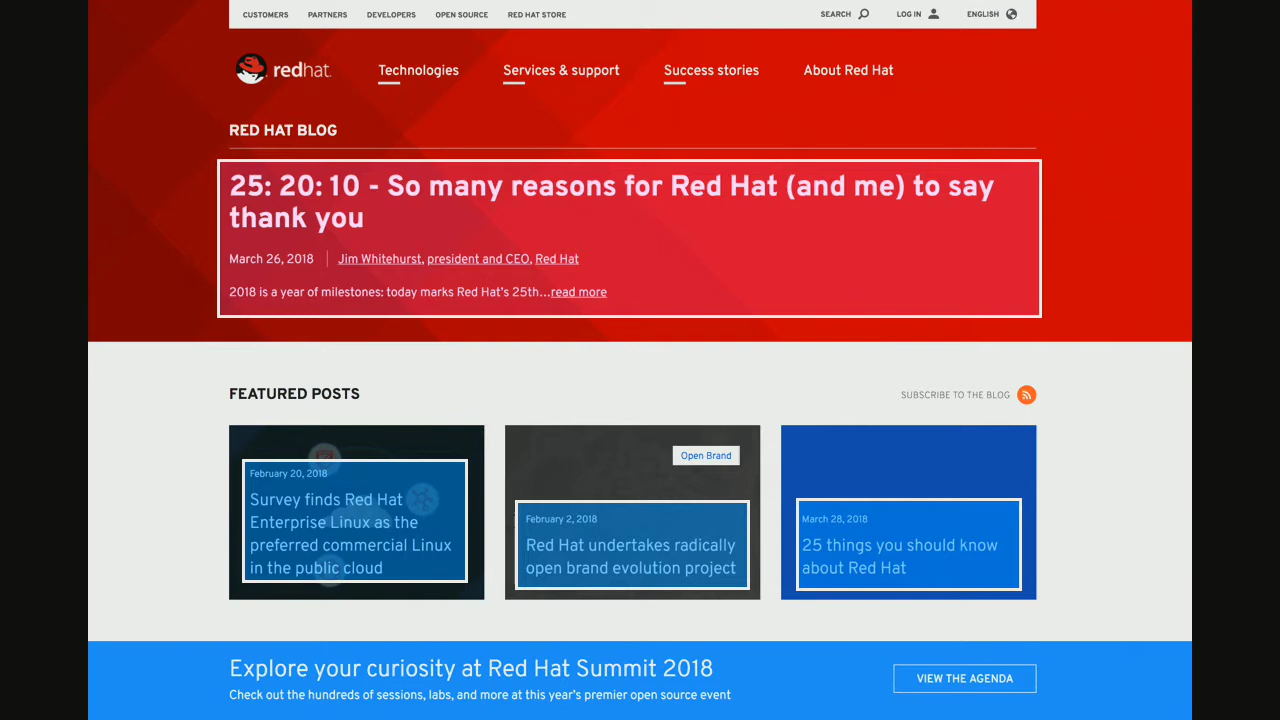 CUSTOMERS PARTNERS DEVELOPERS OPEN SOURCE RED HAT STORE SEARCH LOG IN ENGLISH
redhat. Technologies Services & support Success stories About Red Hat
RED HAT BLOG
25: 20: 10 - So many reasons for Red Hat (and me) to say
thank you
March 26, 2018 Jim Whitehurst, president and CEO, Red Hat
2018 is a year of milestones: today marks Red Hat's 25th...read more
FEATURED POSTS SUBSCRIBE TO THE BLOG
February 20, 2018
Survey finds Red Hat
Enterprise Linux as the
preferred commercial Linux
in the public cloud
Open Brand
February 2, 2018
Red Hat undertakes radically
open brand evolution project
March 28, 2018
25 things you should know
about Red Hat
Explore your curiosity at Red Hat Summit 2018
Check out the hundreds of sessions, labs, and more at this year's premier open source event
VIEW THE AGENDA